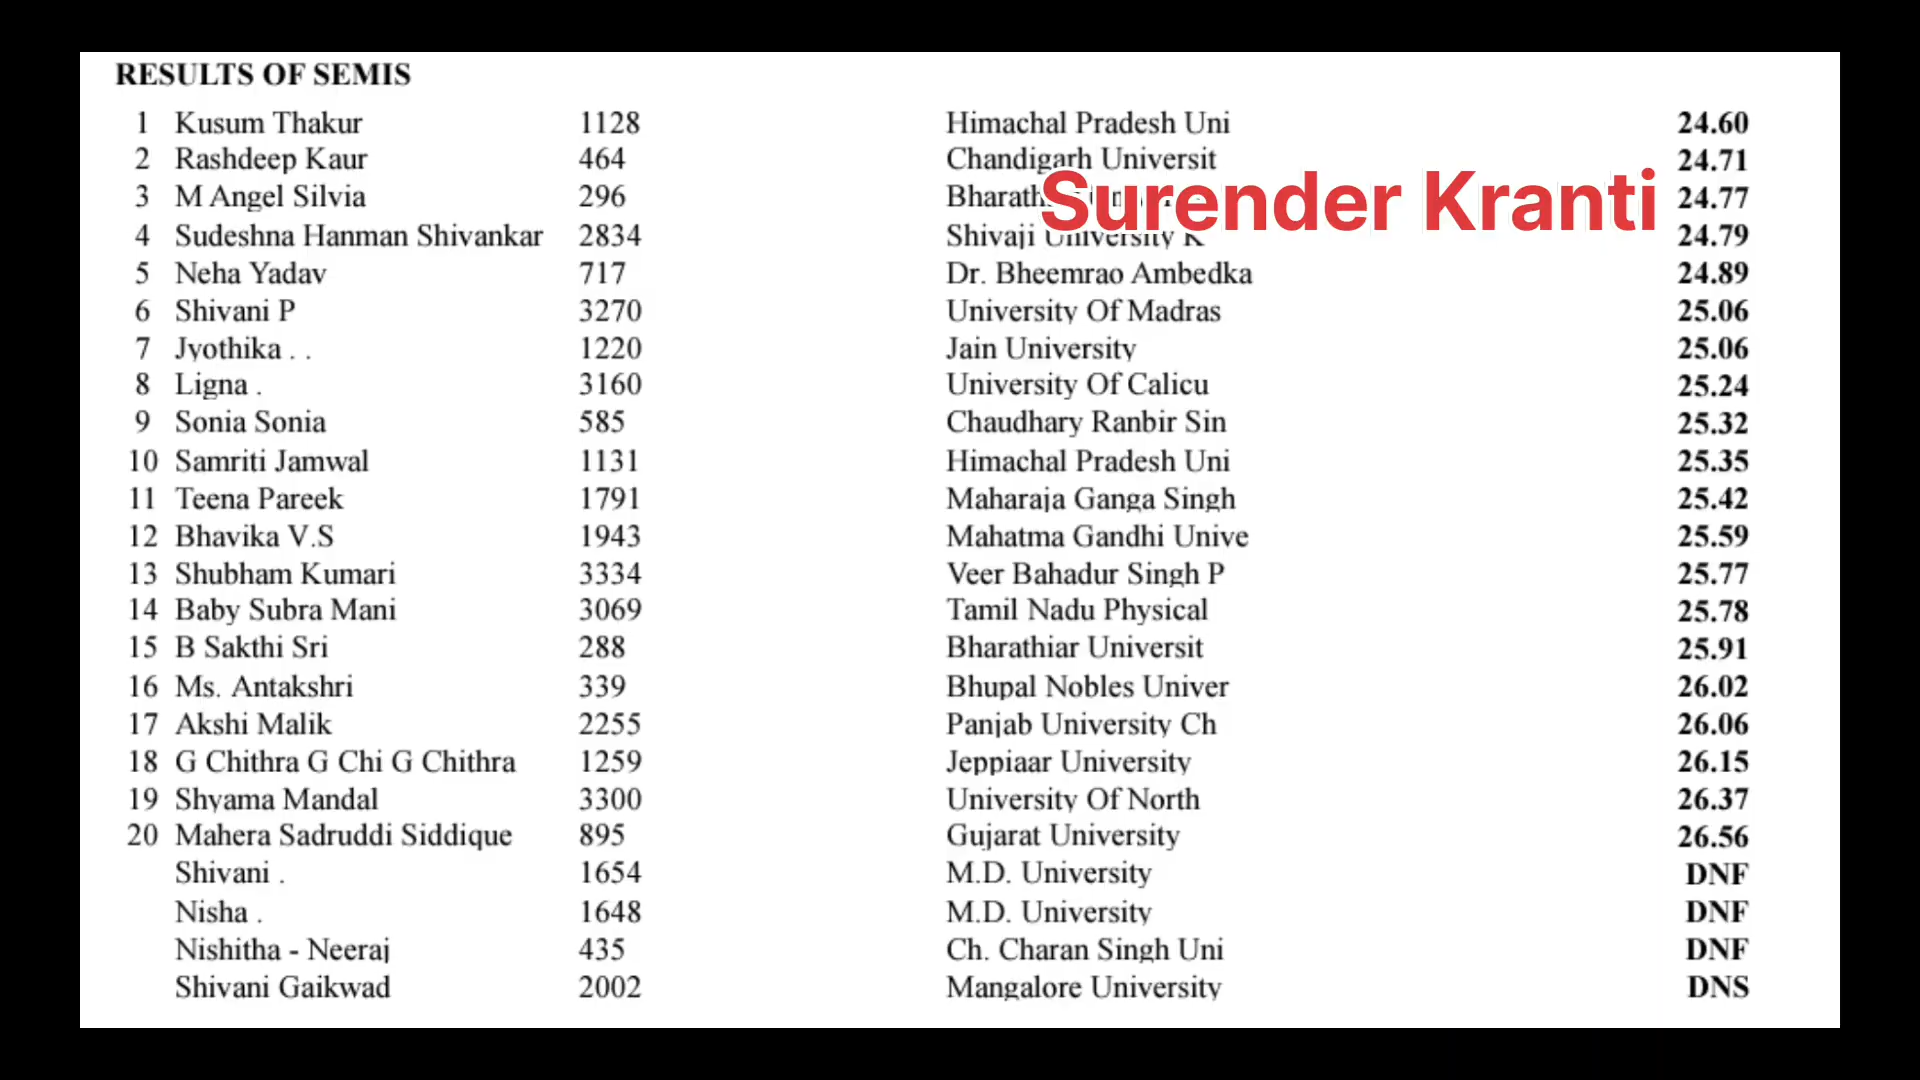 RESULTS OF SEMIS
1 Kusum Thakur 1128 Himachal Pradesh Uni 24.60
2 Rashdeep Kaur 464 Chandigarh Universit 24.71
Surender Kranti
3 M Angel Silvia 296 24.77
4 Sudeshna Hanman Shivankar 2834 Shivaji University K 24.79
5 Neha Yadav 717 Dr. Bheemrao Ambedka 24.89
6 Shivani P 3270 University Of Madras 25.06
7 Jyothika . . 1220 Jain University 25.06
8 Ligna . 3160 University Of Calicu 25.24
9 Sonia Sonia 585 Chaudhary Ranbir Sin 25.32
10 Samriti Jamwal 1131 Himachal Pradesh Uni 25.35
11 Teena Pareek 1791 Maharaja Ganga Singh 25.42
12 Bhavika V.S 1943 Mahatma Gandhi Unive 25.59
13 Shubham Kumari 3334 Veer Bahadur Singh P 25.77
14 Baby Subra Mani 3069 Tamil Nadu Physical 25.78
15 B Sakthi Sri 288 Bharathiar Universit 25.91
16 Ms. Antakshri 339 Bhupal Nobles Univer 26.02
17 Akshi Malik 2255 Panjab University Ch 26.06
18 G Chithra G Chi G Chithra 1259 Jeppiaar University 26.15
19 Shyama Mandal 3300 University Of North 26.37
20 Mahera Sadruddi Siddique 895 Gujarat University 26.56
Shivani . 1654 M.D. University DNF
Nisha . 1648 M.D. University DNF
Nishitha - Neeraj 435 Ch. Charan Singh Uni DNF
Shivani Gaikwad 2002 Mangalore University DNS